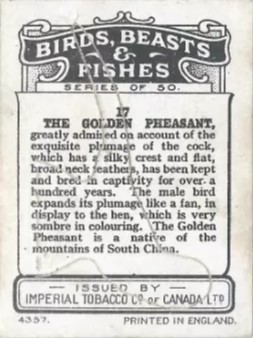 BIRDS, BEASTS
&
FISHES
SERIES OF 50.
17
THE GOLDEN PHEASANT,
greatly admired on account of the
exquisite plumage of the cock,
which has a silky crest and flat,
broad neck feathers, has been kept
and bred in captivity for over a
hundred years. The male bird
expands its plumage like a fan, in
display to the hen, which is very
sombre in colouring. The Golden
Pheasant is a native of the
mountains of South China.
ISSUED BY
IMPERIAL TOBACCO Cº OF CANADA LTD
4357. PRINTED IN ENGLAND.